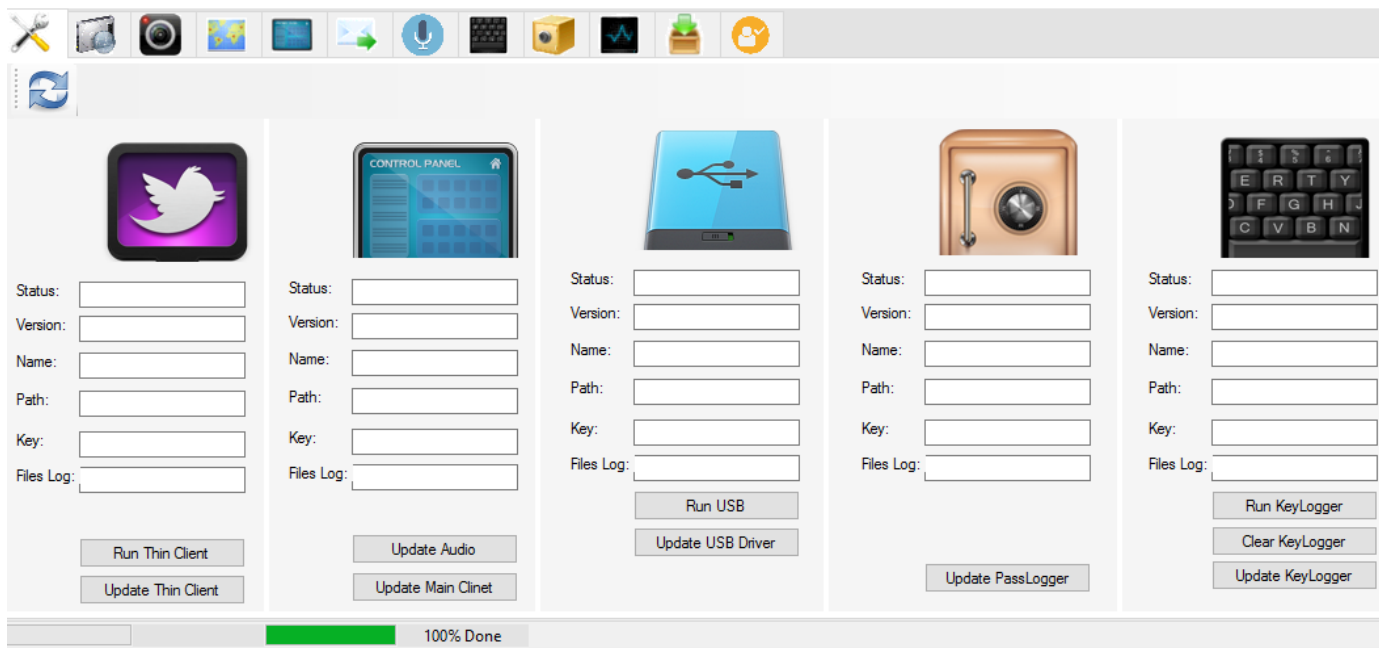 CONTROL PANEL
$ % ^
4 5 6
E R T Y
D F G H J
C V B N
Status:
Version:
Name:
Path:
Key:
Files Log:
Run Thin Client
Update Thin Client
Status:
Version:
Name:
Path:
Key:
Files Log:
Update Audio
Update Main Clinet
Status:
Version:
Name:
Path:
Key:
Files Log:
Run USB
Update USB Driver
Status:
Version:
Name:
Path:
Key:
Files Log:
Update PassLogger
Status:
Version:
Name:
Path:
Key:
Files Log:
Run KeyLogger
Clear KeyLogger
Update KeyLogger
100% Done